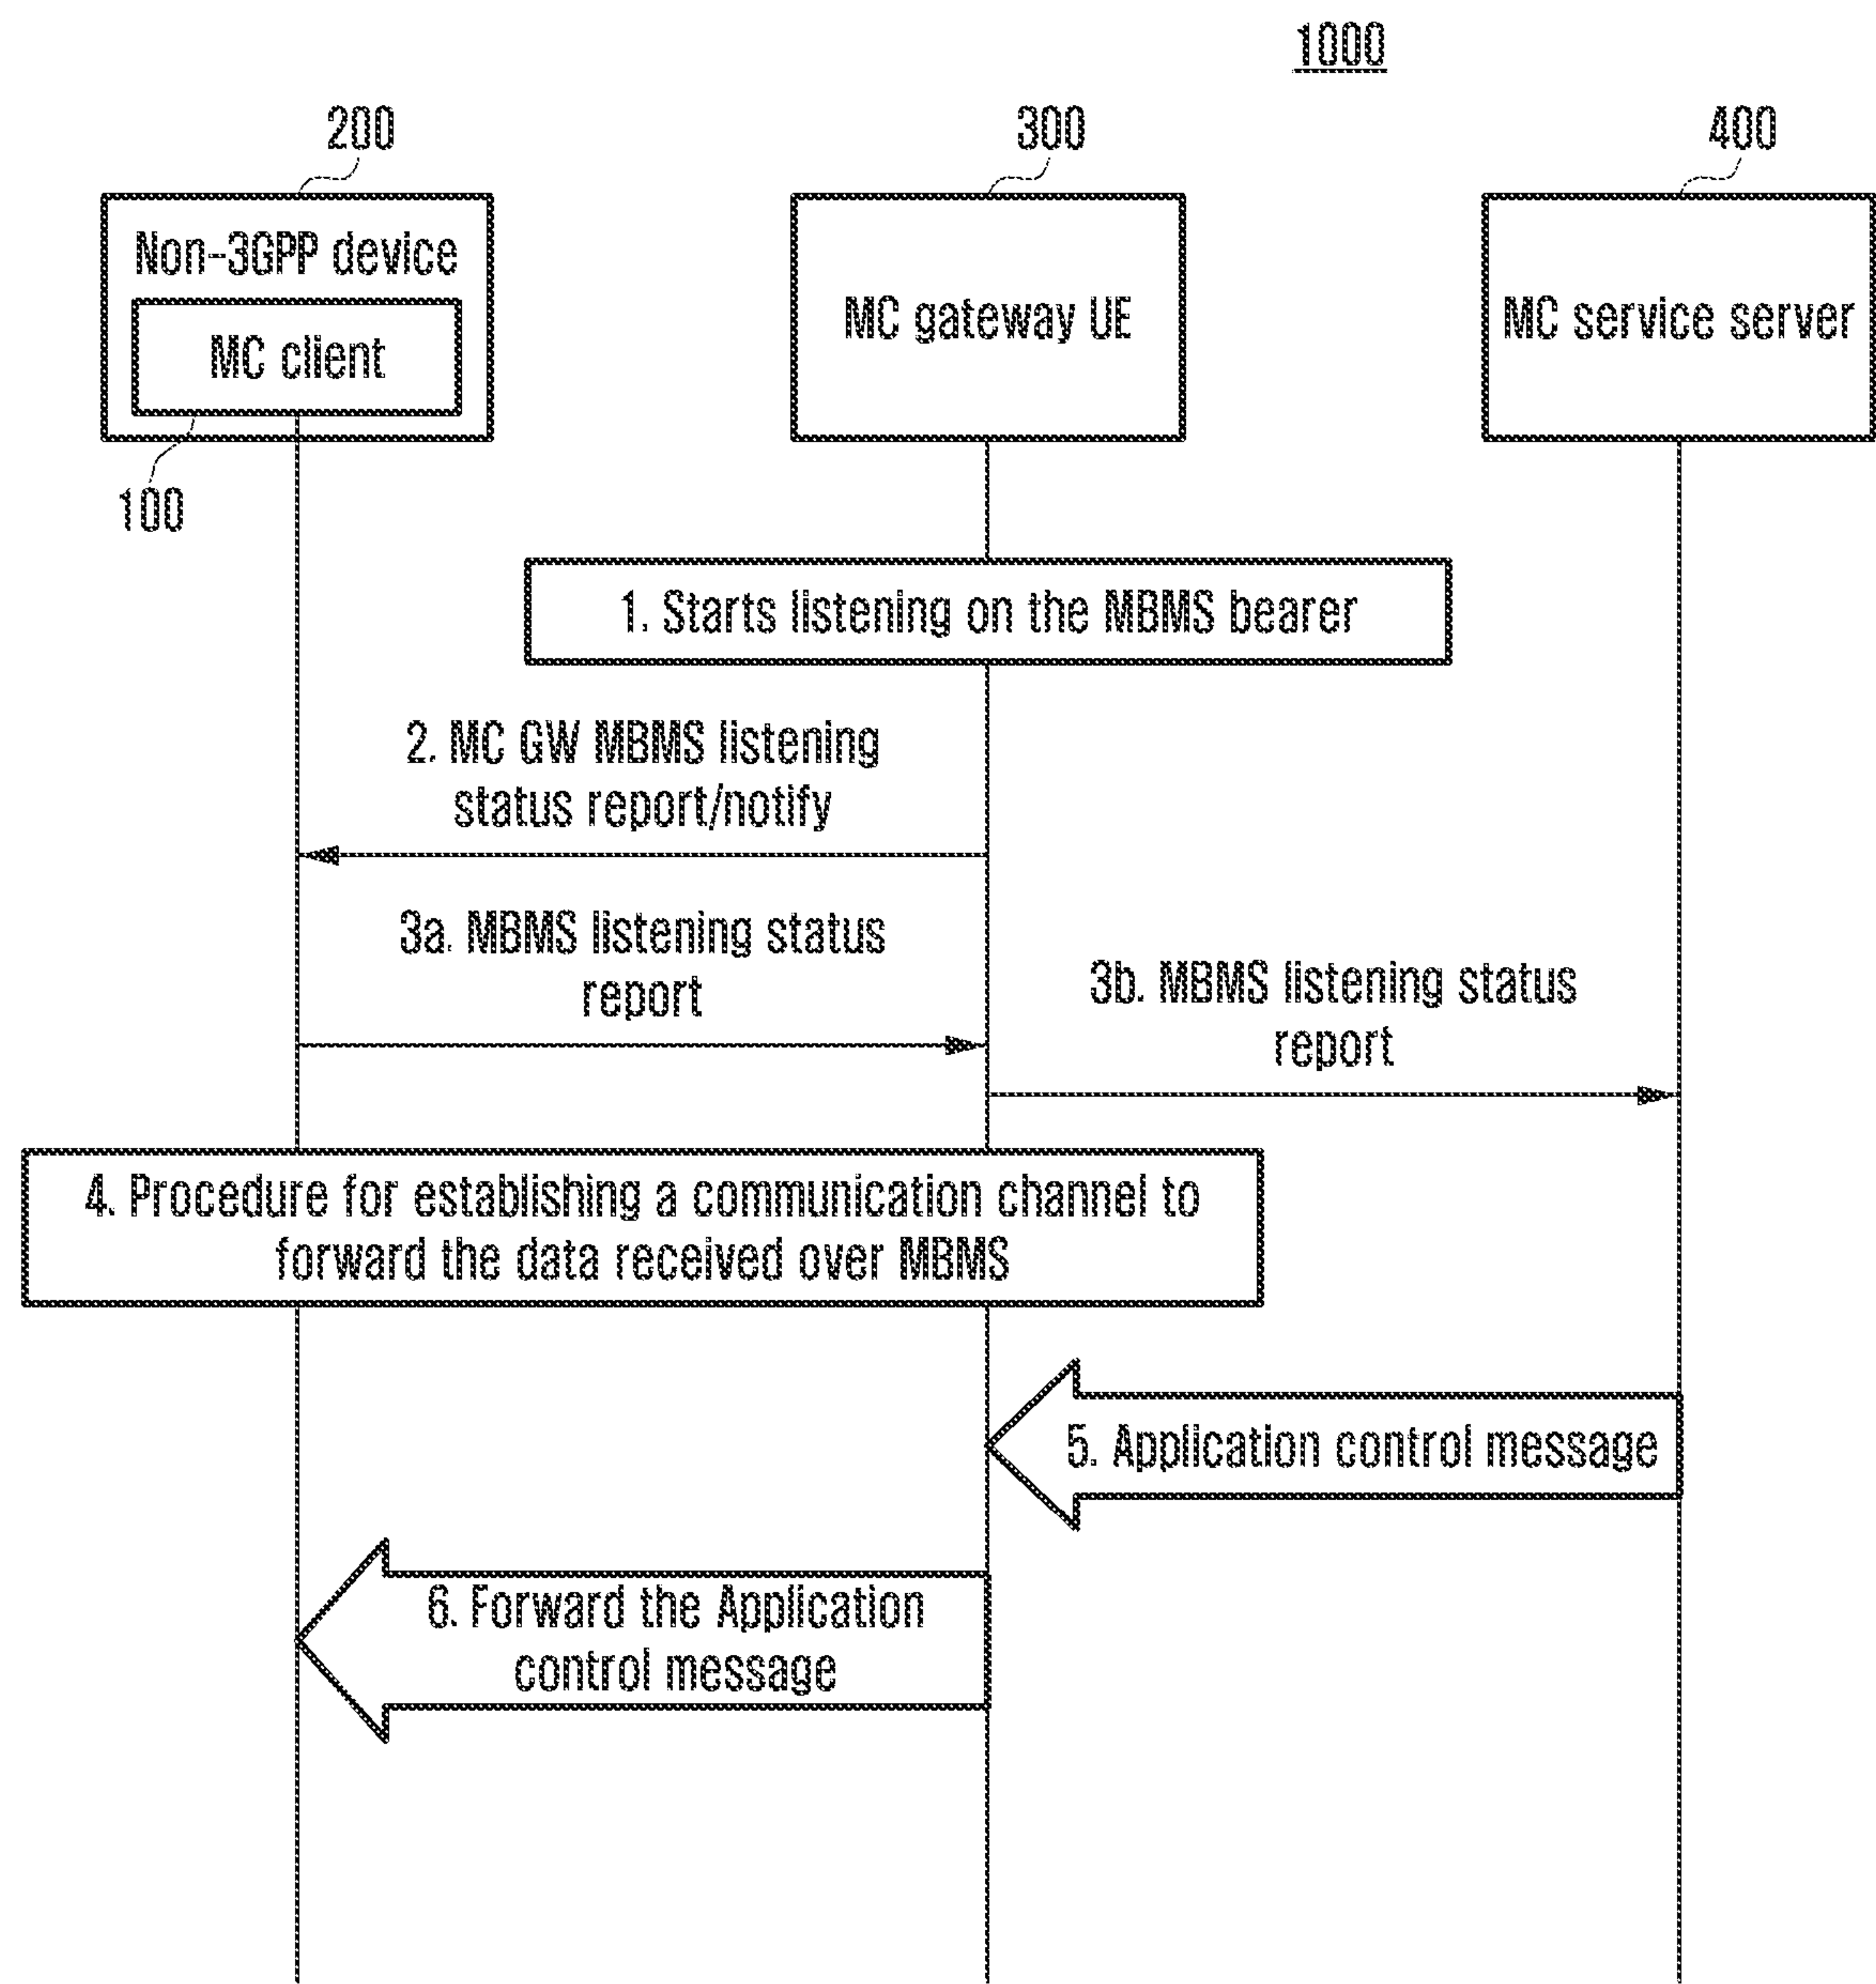 1000
200
300
400
Non-3GPP device
MC client
MC gateway UE
MC service server
100
1. Starts listening on the MBMS bearer
2. MC GW MBMS listening
status report/notify
3a. MBMS listening status
report
3b. MBMS listening status
report
4. Procedure for establishing a communication channel to
forward the data received over MBMS
5. Application control message
6. Forward the Application
control message